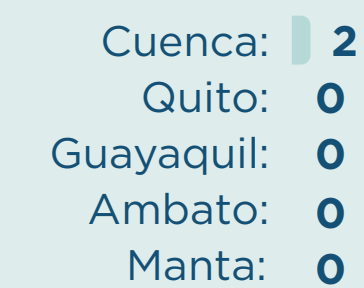 Cuenca: 2
Quito: 0
Guayaquil: 0
Ambato: 0
Manta: 0